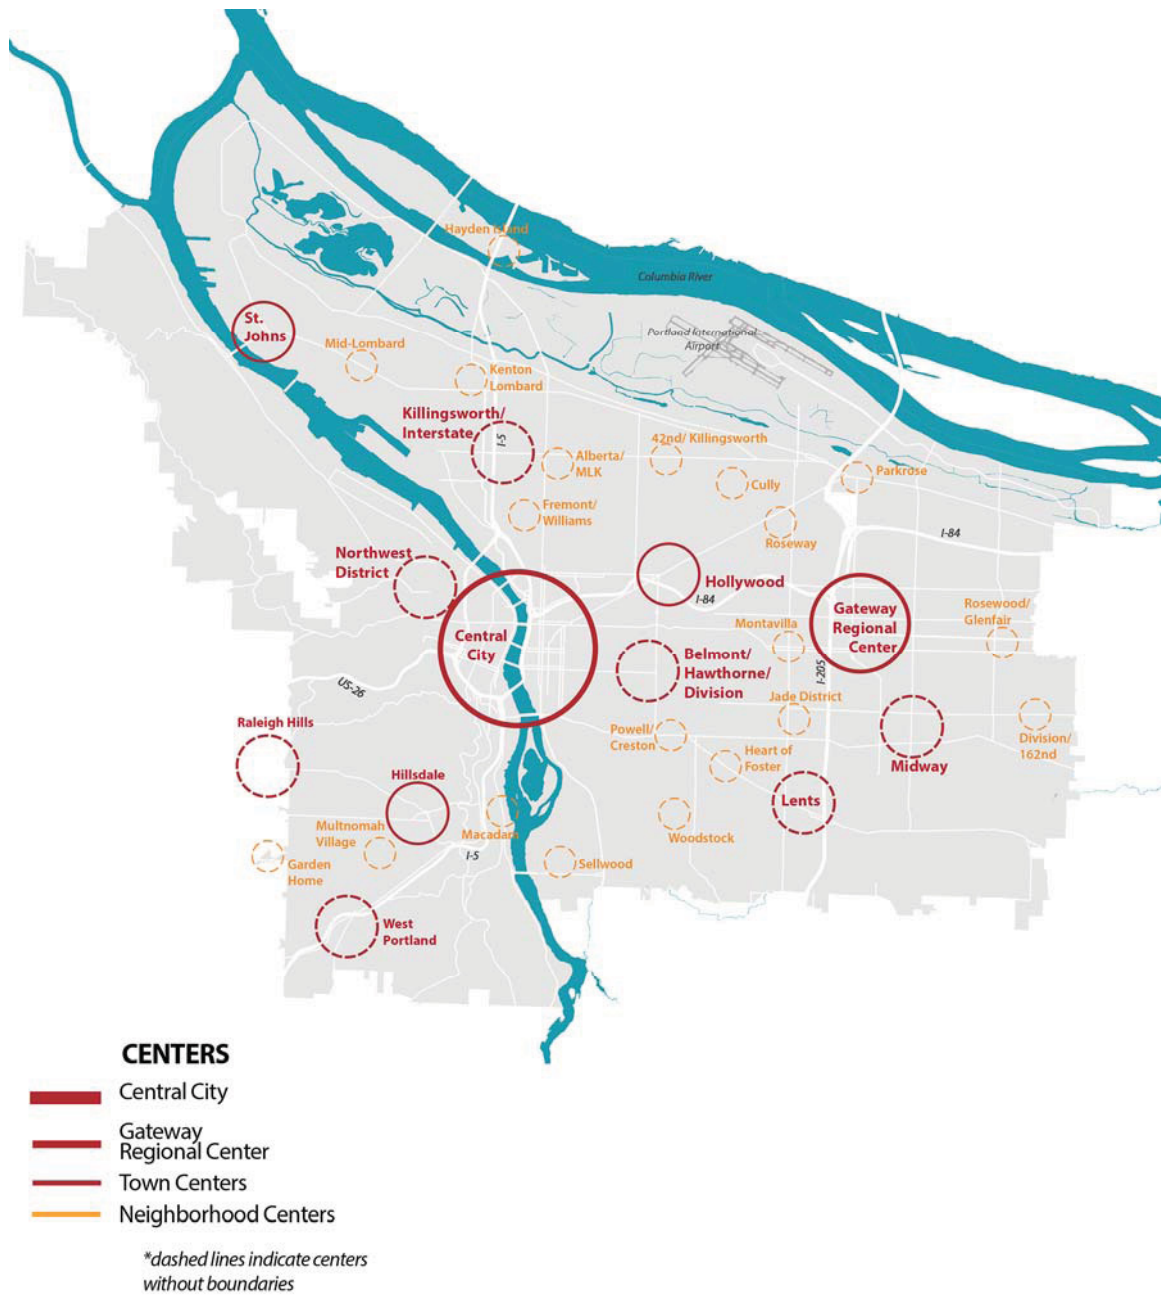 Hayden Island
Columbia River
Portland International
Airport
St.
Johns
Mid-Lombard
Kenton
Lombard
Killingsworth/
Interstate
I-5
42nd/ Killingsworth
Alberta/
MLK
Cully
Parkrose
Fremont/
Williams
Roseway
I-84
Northwest
District
Hollywood
I-84
Gateway
Regional
Center
Rosewood/
Glenfair
Montavilla
Central
City
Belmont/
Hawthorne/
Division
I-205
US-26
Jade District
Raleigh Hills
Powell/
Creston
Division/
162nd
Heart of
Foster
Midway
Hillsdale
Lents
Multnomah
Village
Macadam
Woodstock
I-5
Garden
Home
Sellwood
West
Portland
CENTERS
Central City
Gateway
Regional Center
Town Centers
Neighborhood Centers
*dashed lines indicate centers
without boundaries